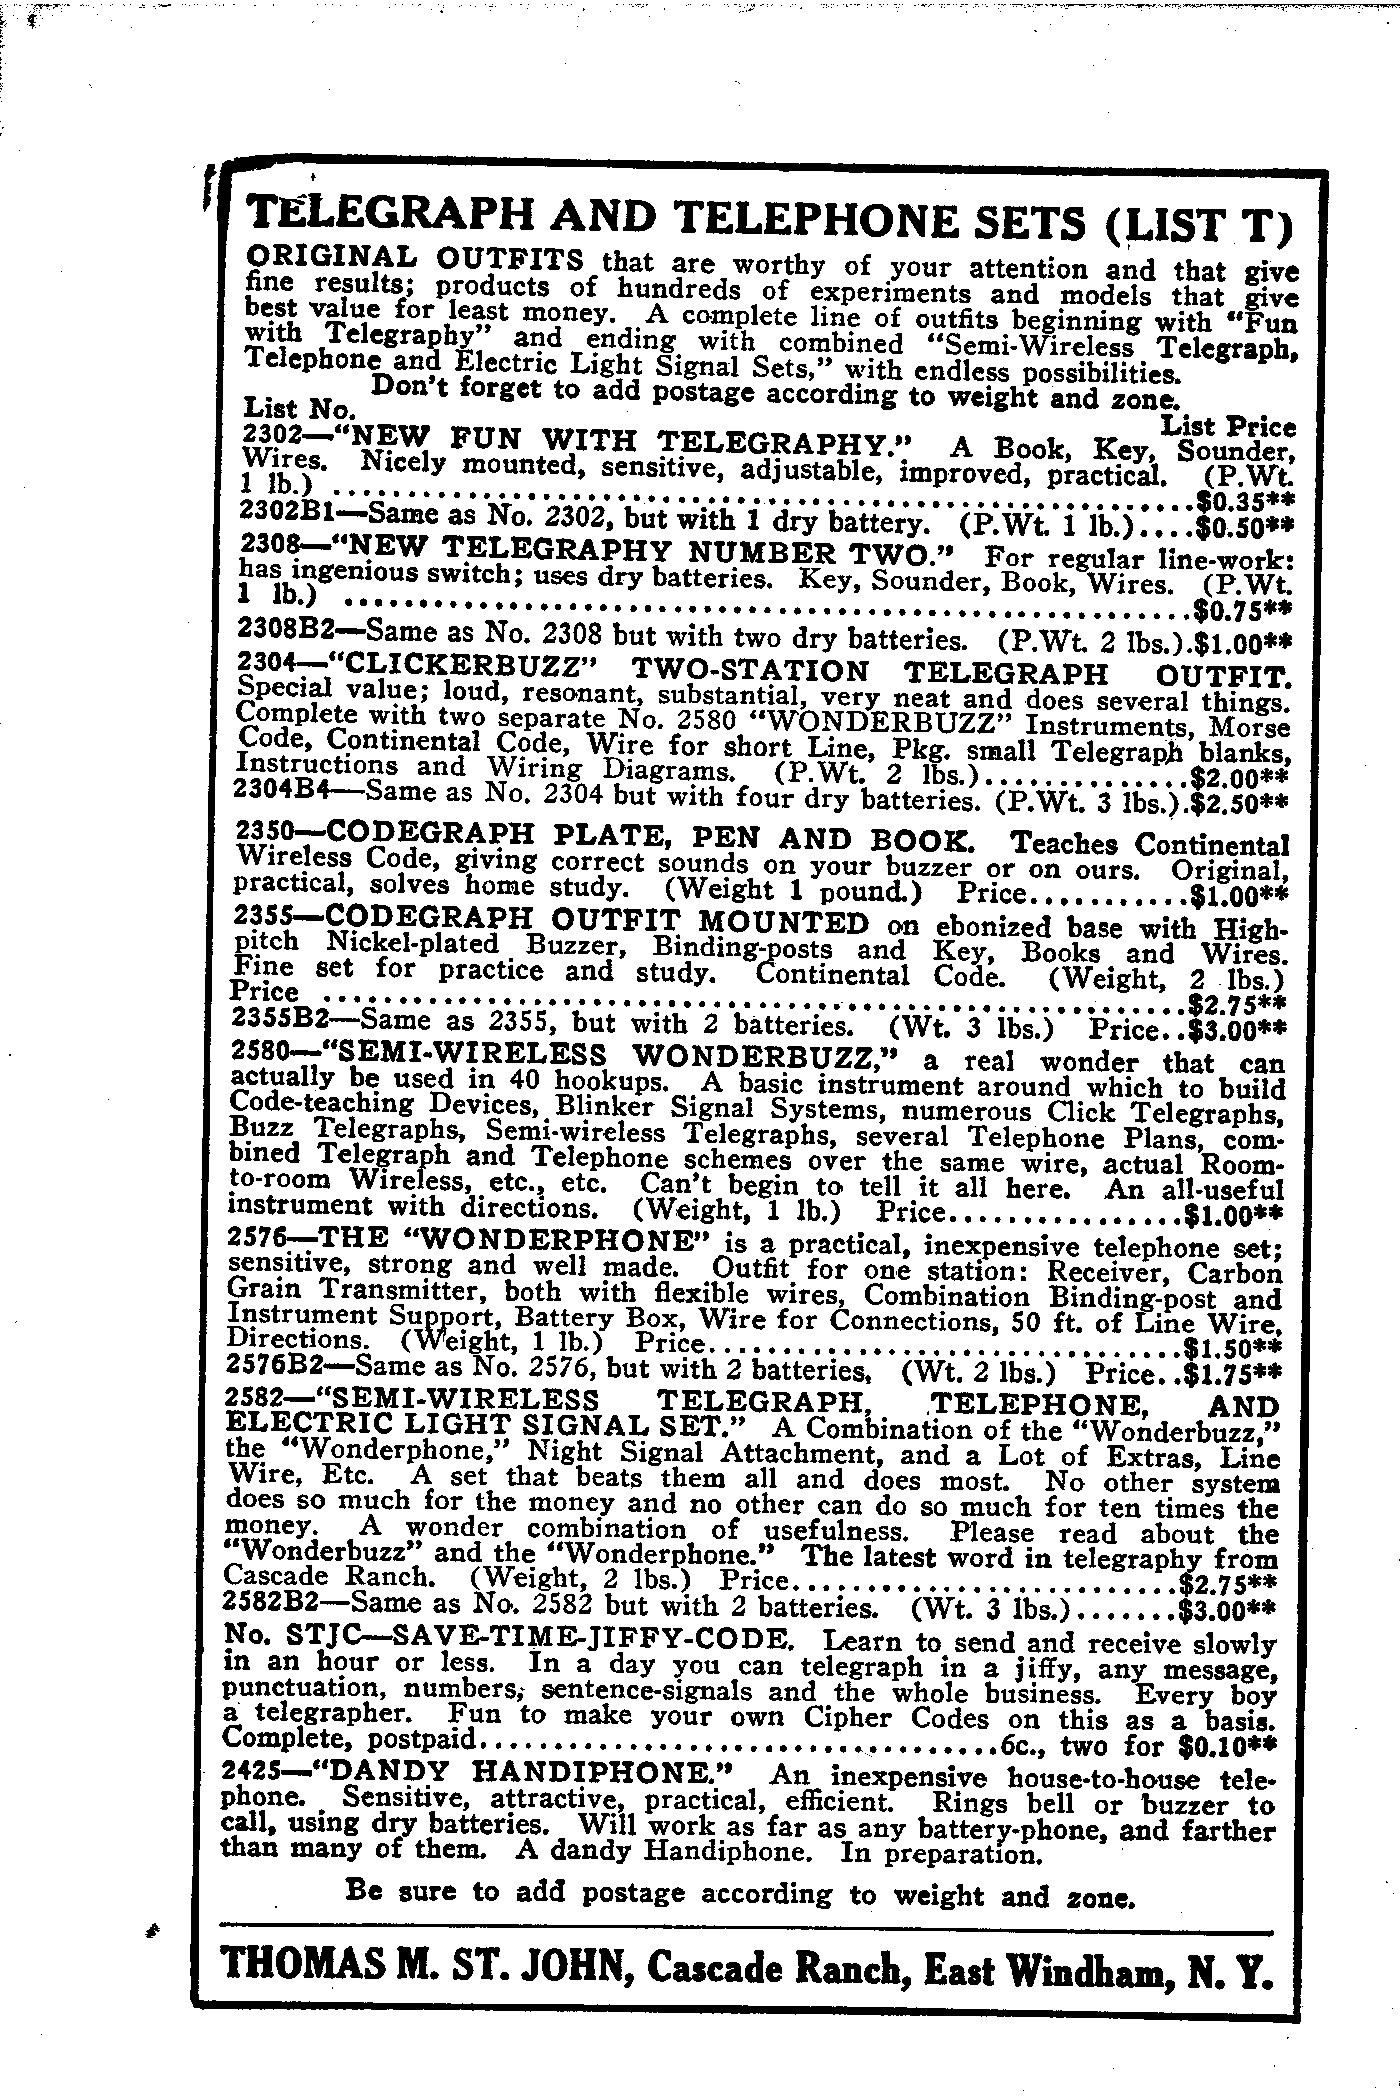 TELEGRAPH AND TELEPHONE SETS (LIST T)
ORIGINAL OUTFITS that are worthy of your attention and that give
fine results; products of hundreds of experiments and models that give
best value for least money. A complete line of outfits beginning with “Fun
with Telegraphy” and ending with combined “Semi-Wireless Telegraph,
Telephone and Electric Light Signal Sets,” with endless possibilities.
Don't forget to add postage according to weight and zone.
List No.
List Price
2302—“NEW FUN WITH TELEGRAPHY.” A Book, Key, Sounder,
Wires. Nicely mounted, sensitive, adjustable, improved, practical. (P.Wt.
1 lb.) ..........................................................$0.35**
2302B1—Same as No. 2302, but with 1 dry battery. (P.Wt. 1 lb.)....$0.50**
2308—“NEW TELEGRAPHY NUMBER TWO.” For regular line-work:
has ingenious switch; uses dry batteries. Key, Sounder, Book, Wires. (P.Wt.
1 lb.) .........................................................$0.75**
2308B2—Same as No. 2308 but with two dry batteries. (P.Wt. 2 lbs.).$1.00**
2304—“CLICKERBUZZ” TWO-STATION TELEGRAPH OUTFIT.
Special value; loud, resonant, substantial, very neat and does several things.
Complete with two separate No. 2580 “WONDERBUZZ” Instruments, Morse
Code, Continental Code, Wire for short Line, Pkg. small Telegraph blanks,
Instructions and Wiring Diagrams. (P.Wt. 2 lbs.)..............$2.00**
2304B4—Same as No. 2304 but with four dry batteries. (P.Wt. 3 lbs.).$2.50**
2350—CODEGRAPH PLATE, PEN AND BOOK. Teaches Continental
Wireless Code, giving correct sounds on your buzzer or on ours. Original,
practical, solves home study. (Weight 1 pound.) Price...........$1.00**
2355—CODEGRAPH OUTFIT MOUNTED on ebonized base with High-
pitch Nickel-plated Buzzer, Binding-posts and Key, Books and Wires.
Fine set for practice and study. Continental Code. (Weight, 2 lbs.)
Price ..........................................................$2.75**
2355B2—Same as 2355, but with 2 batteries. (Wt. 3 lbs.) Price..$3.00**
2580—“SEMI-WIRELESS WONDERBUZZ,” a real wonder that can
actually be used in 40 hookups. A basic instrument around which to build
Code-teaching Devices, Blinker Signal Systems, numerous Click Telegraphs,
Buzz Telegraphs, Semi-wireless Telegraphs, several Telephone Plans, com-
bined Telegraph and Telephone schemes over the same wire, actual Room-
to-room Wireless, etc., etc. Can't begin to tell it all here. An all-useful
instrument with directions. (Weight, 1 lb.) Price................$1.00**
2576—THE “WONDERPHONE” is a practical, inexpensive telephone set;
sensitive, strong and well made. Outfit for one station: Receiver, Carbon
Grain Transmitter, both with flexible wires, Combination Binding-post and
Instrument Support, Battery Box, Wire for Connections, 50 ft. of Line Wire,
Directions. (Weight, 1 lb.) Price................................$1.50**
2576B2—Same as No. 2576, but with 2 batteries. (Wt. 2 lbs.) Price..$1.75**
2582—“SEMI-WIRELESS TELEGRAPH, TELEPHONE, AND
ELECTRIC LIGHT SIGNAL SET.” A Combination of the “Wonderbuzz,”
the “Wonderphone,” Night Signal Attachment, and a Lot of Extras, Line
Wire, Etc. A set that beats them all and does most. No other system
does so much for the money and no other can do so much for ten times the
money. A wonder combination of usefulness. Please read about the
“Wonderbuzz” and the “Wonderphone.” The latest word in telegraphy from
Cascade Ranch. (Weight, 2 lbs.) Price..........................$2.75**
2582B2—Same as No. 2582 but with 2 batteries. (Wt. 3 lbs.).......$3.00**
No. STJC—SAVE-TIME-JIFFY-CODE. Learn to send and receive slowly
in an hour or less. In a day you can telegraph in a jiffy, any message,
punctuation, numbers, sentence-signals and the whole business. Every boy
a telegrapher. Fun to make your own Cipher Codes on this as a basis.
Complete, postpaid...................................6c., two for $0.10**
2425—“DANDY HANDIPHONE.” An inexpensive house-to-house tele-
phone. Sensitive, attractive, practical, efficient. Rings bell or buzzer to
call, using dry batteries. Will work as far as any battery-phone, and farther
than many of them. A dandy Handiphone. In preparation.
Be sure to add postage according to weight and zone.
THOMAS M. ST. JOHN, Cascade Ranch, East Windham, N. Y.